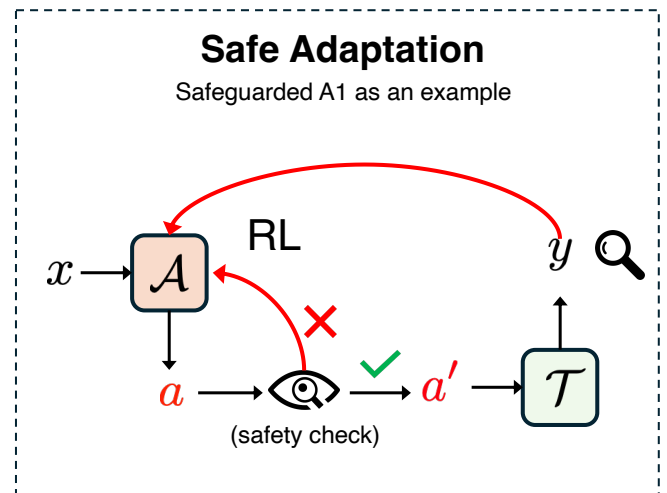 Safe Adaptation
Safeguarded A1 as an example
RL
x
𝒜
y
a
a′
𝒯
(safety check)